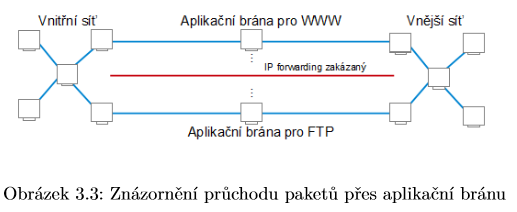 Vnitřní síť
Aplikační brána pro WWW
Vnější síť
IP forwarding zakázaný
Aplikační brána pro FTP
Obrázek 3.3: Znázornění průchodu paketů přes aplikační bránu